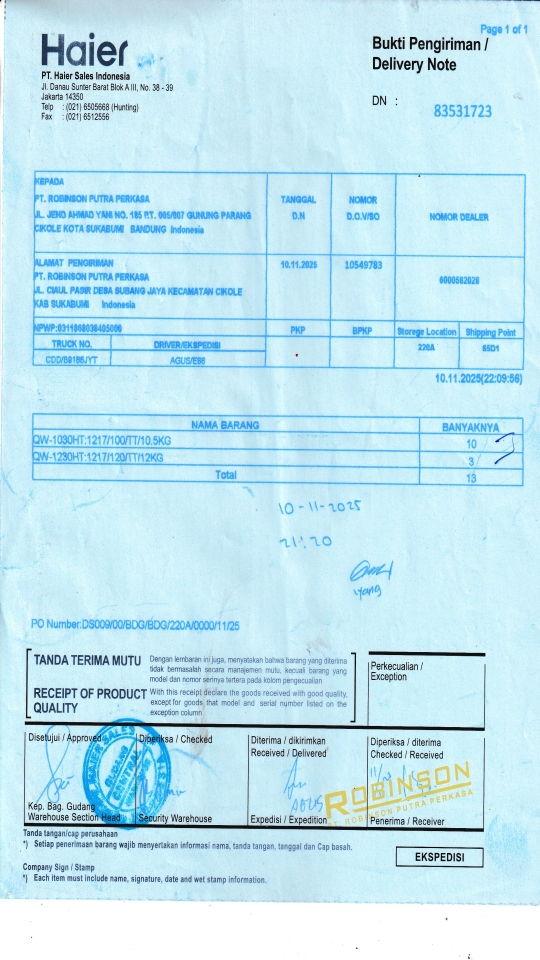 Page 1 of 1
Haier
Bukti Pengiriman /
Delivery Note
PT. Haier Sales Indonesia
Jl. Danau Sunter Barat Blok A III, No. 38 - 39
Jakarta 14350
Telp : (021) 6505668 (Hunting)
Fax : (021) 6512556
DN : 83531723
KEPADA
PT. ROBINSON PUTRA PERKASA
JL. JEND AHMAD YANI NO. 185 P.T. 005/007 GUNUNG PARANG
CIKOLE KOTA SUKABUMI BANDUNG Indonesia
TANGGAL
D.N
NOMOR
D.O.V/SO
NOMOR DEALER
ALAMAT PENGIRIMAN
PT. ROBINSON PUTRA PERKASA
JL. CIAUL PASIR DESA SUBANG JAYA KECAMATAN CIKOLE
KAB SUKABUMI Indonesia
10.11.2025
10549783
PKP
BPKP
Storege Location
Shipping Point
TRUCK NO.
DRIVER/EKSPEDISI
220A
65D1
10.11.2025(22:09:56)
NAMA BARANG
BANYAKNYA
QW-1030HT:1217/100/TT/10.5KG
10
QW-1230HT:1217/120/TT/12KG
3
Total
13
10-11-2025
21:20
iyang
PO Number:DS009/00/BDG/BDG/220A/0000/11/25
TANDA TERIMA MUTU
Dengan lembaran ini juga, menyatakan bahwa barang yang diterima
tidak bermasalah secara manajemen mutu, kecuali barang yang
model dan nomor serinya tertera pada kolom pengecualian
RECEIPT OF PRODUCT
QUALITY
With this receipt declare the goods received with good quality,
except for goods that model and serial number listed on the
exception column
Perkecualian /
Exception
Disetujui / Approved
Diperiksa / Checked
Diterima / dikirimkan
Received / Delivered
Diperiksa / diterima
Checked / Received
HAIER SALES
GUDANG
AGUS
ROBINSON
PT. ROBINSON PUTRA PERKASA
Kep. Bag. Gudang
Warehouse Section Head
Security Warehouse
Expedisi / Expedition
Penerima / Receiver
Tanda tangan/cap perusahaan
*) Setiap penerimaan barang wajib menyertakan informasi nama, tanda tangan, tanggal dan Cap basah.
EKSPEDISI
Company Sign / Stamp
*) Each item must include name, signature, date and wet stamp information.